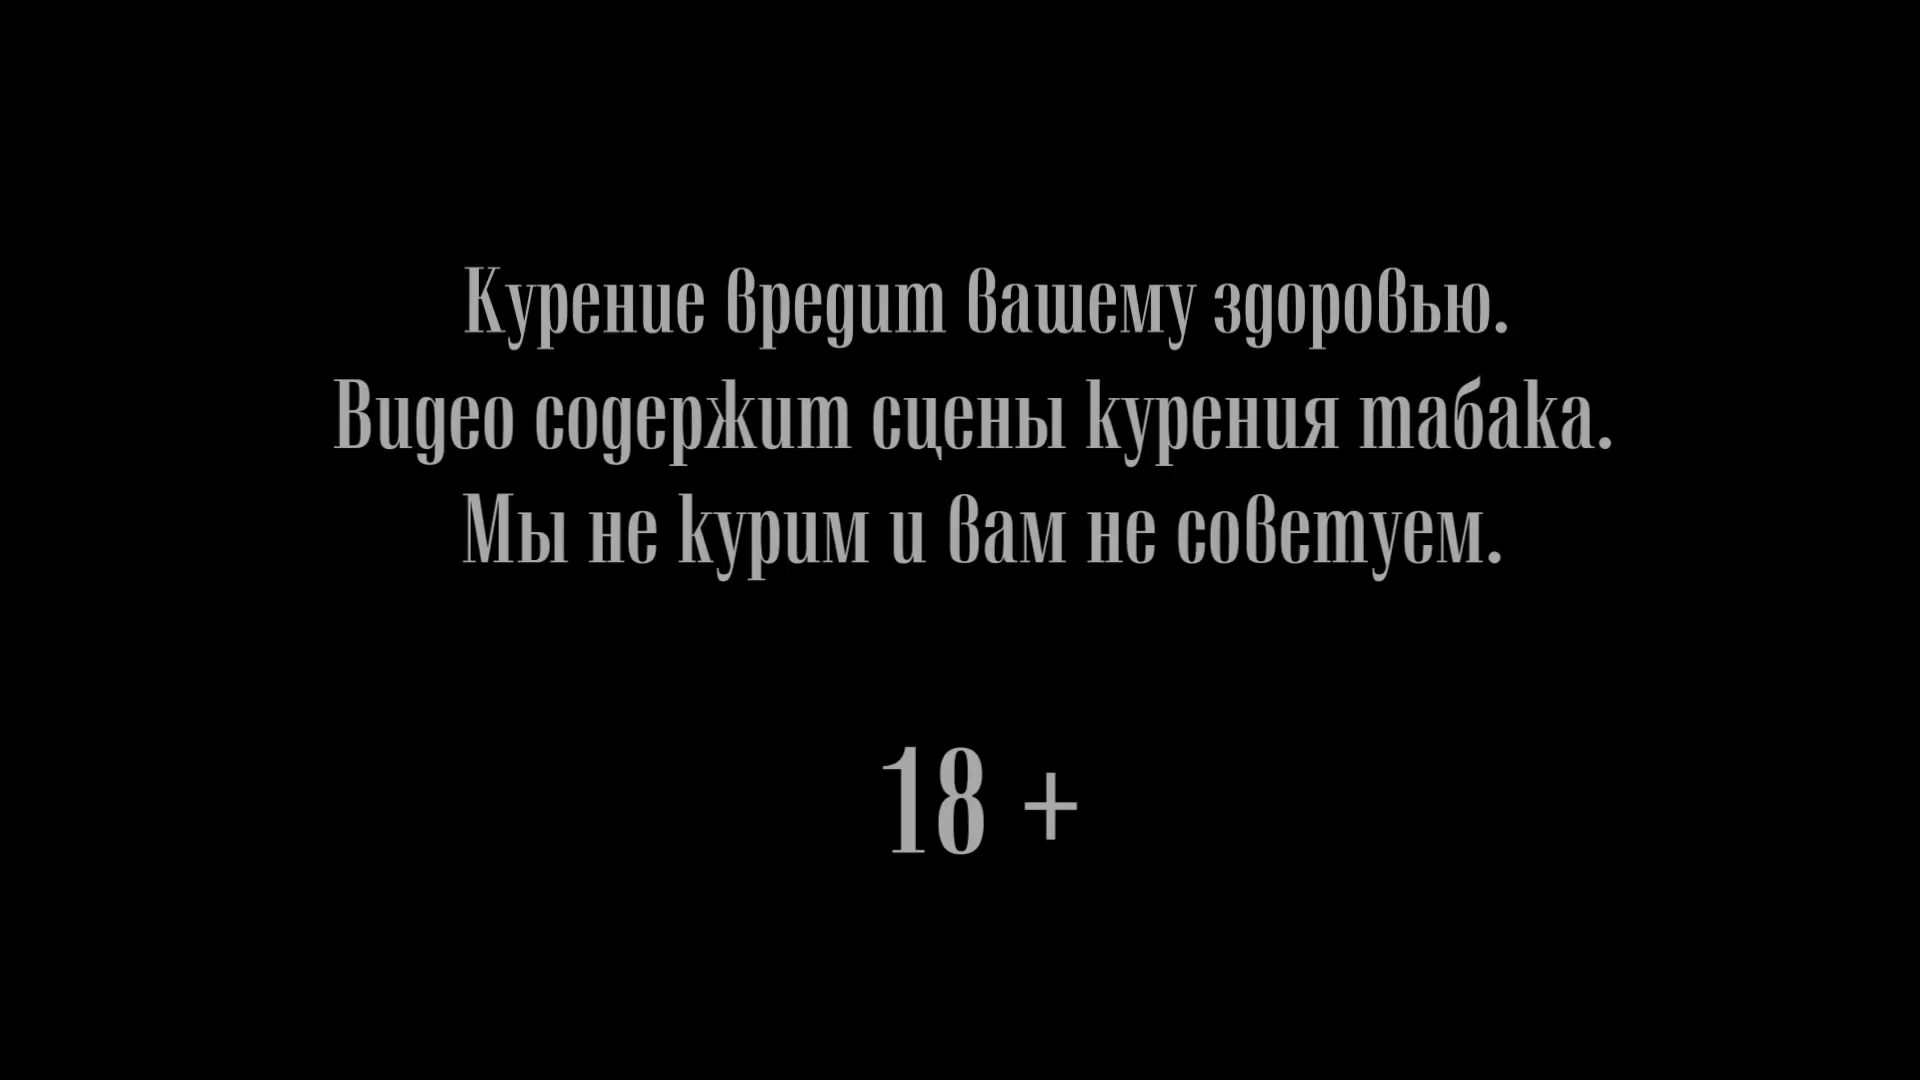 Курение вредит вашему здоровью.
Видео содержит сцены курения табака.
Мы не курим и вам не советуем.
18 +